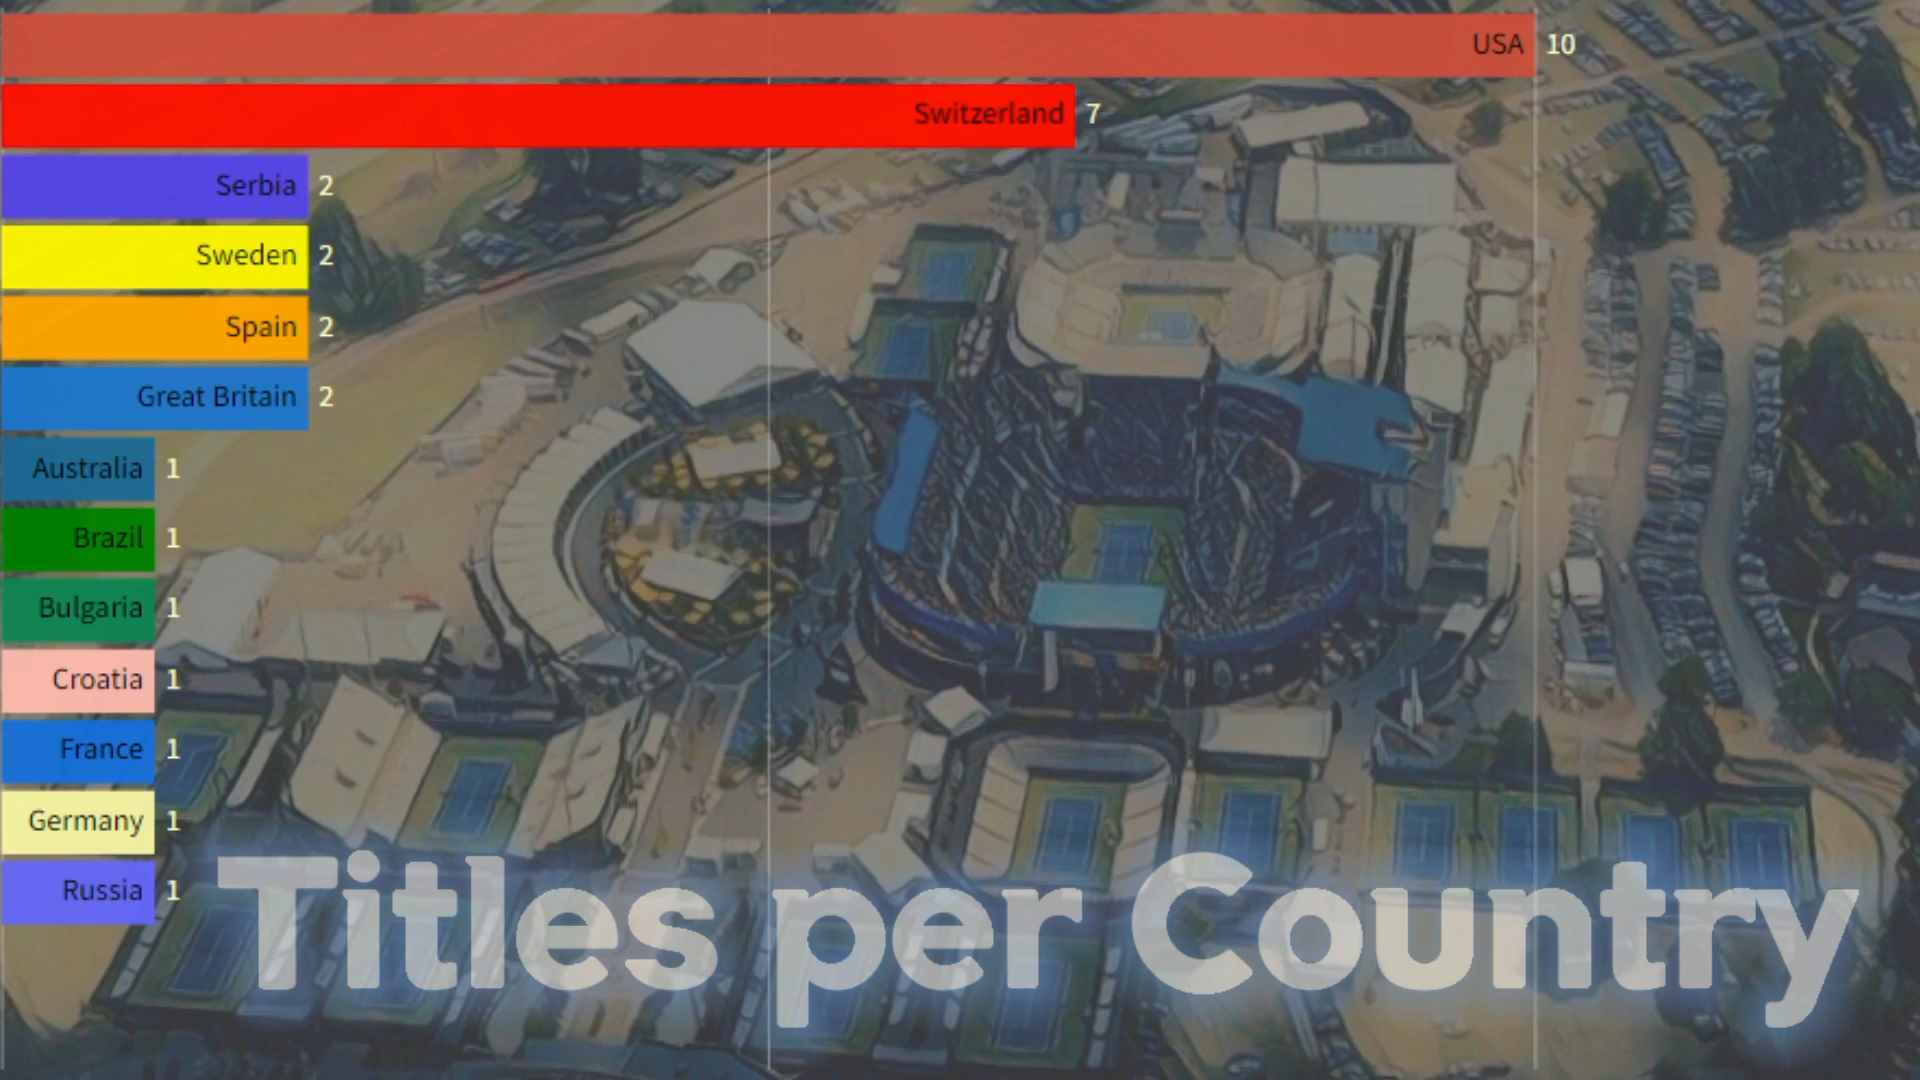 USA 10
Switzerland 7
Serbia 2
Sweden 2
Spain 2
Great Britain 2
Australia 1
Brazil 1
Bulgaria 1
Croatia 1
France 1
Germany 1
Russia 1
Titles per Country